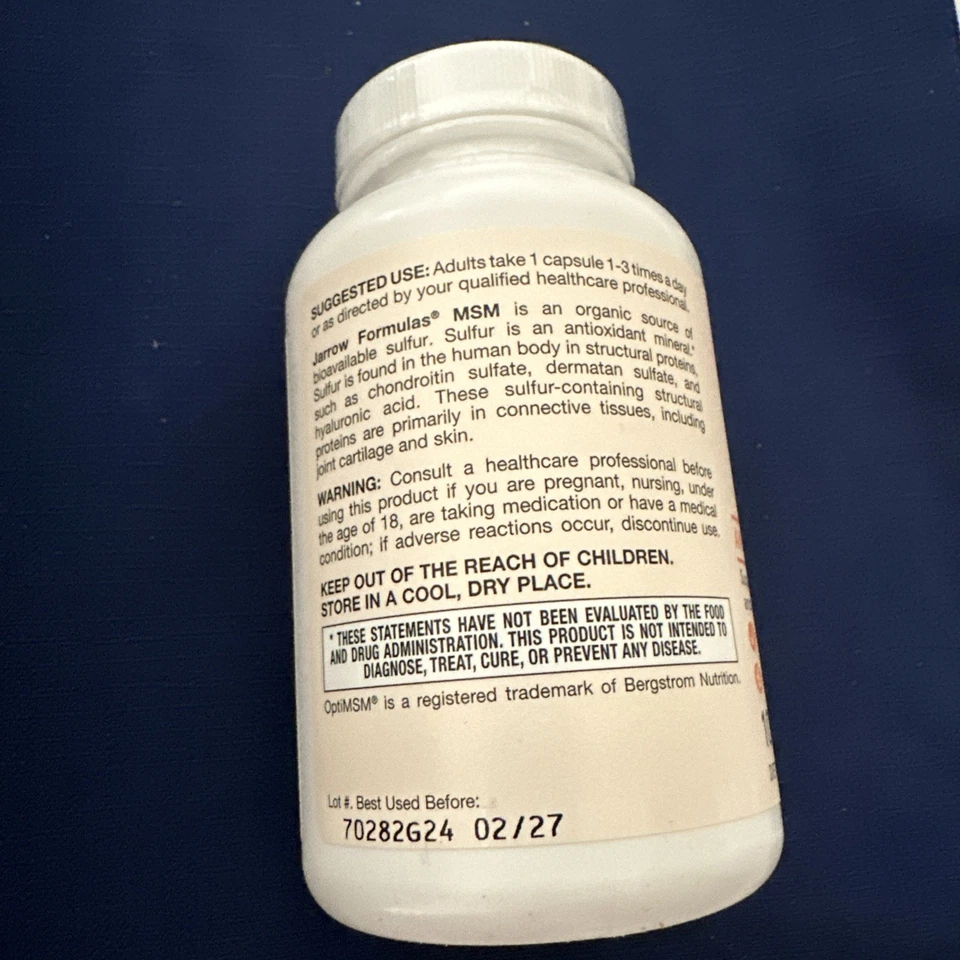 SUGGESTED USE: Adults take 1 capsule 1-3 times a day
or as directed by your qualified healthcare professional.
Jarrow Formulas® MSM is an organic source of
bioavailable sulfur. Sulfur is an antioxidant mineral.*
Sulfur is found in the human body in structural proteins,
such as chondroitin sulfate, dermatan sulfate, and
hyaluronic acid. These sulfur-containing structural
proteins are primarily in connective tissues, including
joint cartilage and skin.
WARNING: Consult a healthcare professional before
using this product if you are pregnant, nursing, under
the age of 18, are taking medication or have a medical
condition; if adverse reactions occur, discontinue use.
KEEP OUT OF THE REACH OF CHILDREN.
STORE IN A COOL, DRY PLACE.
* THESE STATEMENTS HAVE NOT BEEN EVALUATED BY THE FOOD
AND DRUG ADMINISTRATION. THIS PRODUCT IS NOT INTENDED TO
DIAGNOSE, TREAT, CURE, OR PREVENT ANY DISEASE.
OptiMSM® is a registered trademark of Bergstrom Nutrition.
Lot #. Best Used Before:
70282G24 02/27